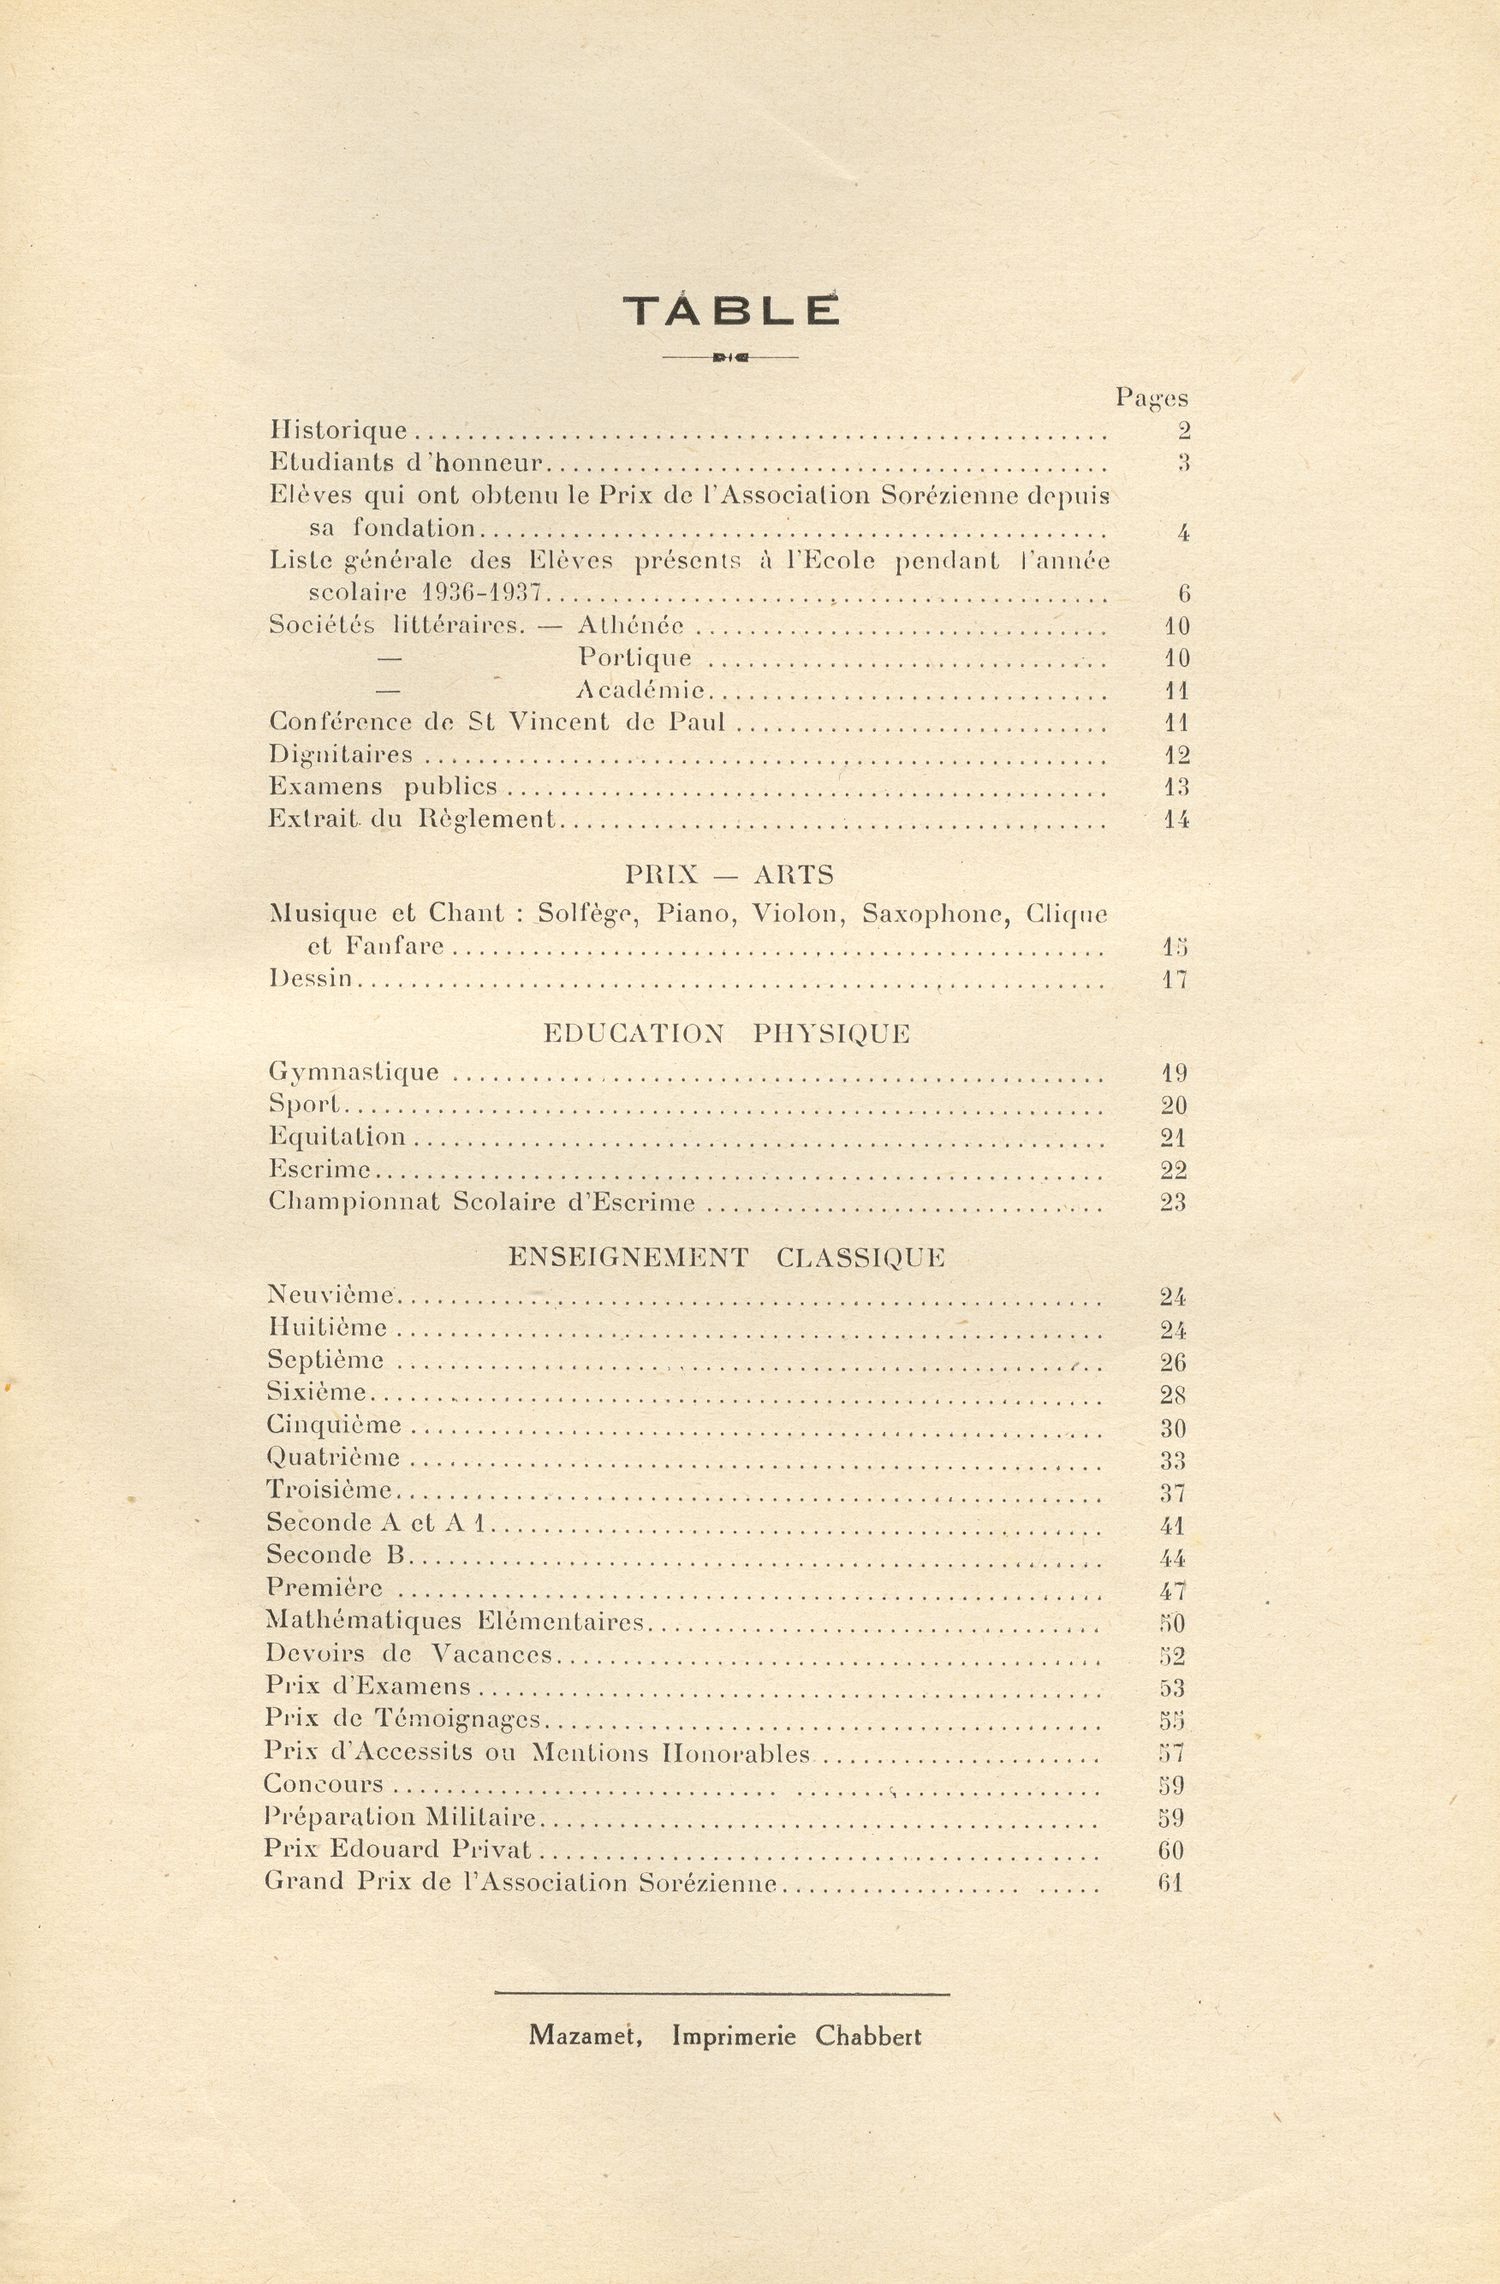 TABLE
Pages
Historique........ 2
Etudiants d'honneur........ 3
Elèves qui ont obtenu le Prix de l'Association Sorézienne depuis
sa fondation........ 4
Liste générale des Elèves présents à l'Ecole pendant l'année
scolaire 1936-1937........ 6
Sociétés littéraires. — Athénée ........ 10
— Portique ........ 10
— Académie........ 11
Conférence de St Vincent de Paul ........ 11
Dignitaires ........ 12
Examens publics ........ 13
Extrait du Règlement........ 14
PRIX — ARTS
Musique et Chant : Solfège, Piano, Violon, Saxophone, Clique
et Fanfare ........ 15
Dessin........ 17
EDUCATION PHYSIQUE
Gymnastique ........ 19
Sport........ 20
Equitation ........ 21
Escrime........ 22
Championnat Scolaire d'Escrime ........ 23
ENSEIGNEMENT CLASSIQUE
Neuvième........ 24
Huitième ........ 24
Septième ........ 26
Sixième........ 28
Cinquième ........ 30
Quatrième ........ 33
Troisième........ 37
Seconde A et A 1........ 41
Seconde B........ 44
Première ........ 47
Mathématiques Elémentaires........ 50
Devoirs de Vacances........ 52
Prix d'Examens ........ 53
Prix de Témoignages........ 55
Prix d'Accessits ou Mentions Honorables ........ 57
Concours ........ 59
Préparation Militaire........ 59
Prix Edouard Privat ........ 60
Grand Prix de l'Association Sorézienne........ 61
Mazamet, Imprimerie Chabbert